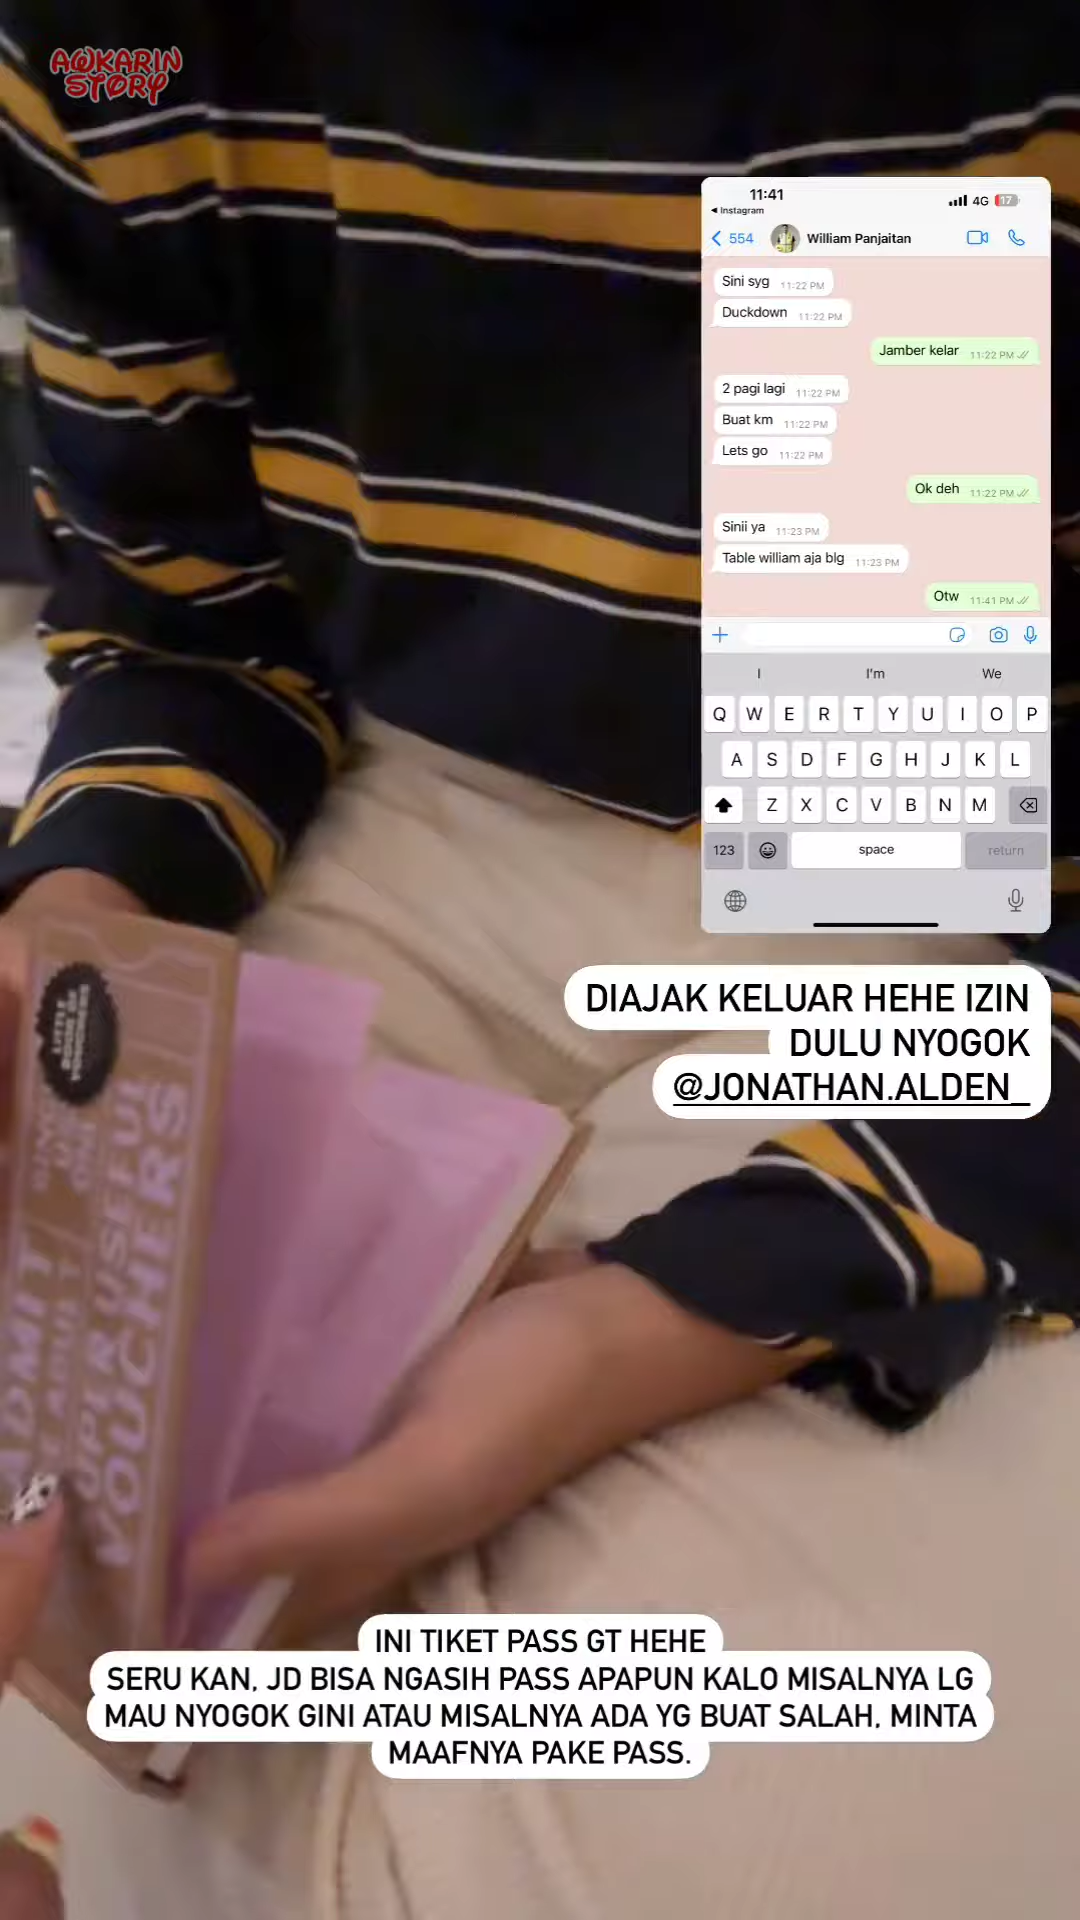 AWKARIN
STORY
11:41
4G 17
Instagram
554 William Panjaitan
Sini syg 11:22 PM
Duckdown 11:22 PM
Jamber kelar 11:22 PM
2 pagi lagi 11:22 PM
Buat km 11:22 PM
Lets go 11:22 PM
Ok deh 11:22 PM
Sinii ya 11:23 PM
Table william aja blg 11:23 PM
Otw 11:41 PM
I I'm We
Q W E R T Y U I O P
A S D F G H J K L
Z X C V B N M
123 space return
DIAJAK KELUAR HEHE IZIN
DULU NYOGOK
@JONATHAN.ALDEN_
LITTLE
BOOK OF
VOUCHERS
ADMIT
USEFUL
VOUCHERS
INI TIKET PASS GT HEHE
SERU KAN, JD BISA NGASIH PASS APAPUN KALO MISALNYA LG
MAU NYOGOK GINI ATAU MISALNYA ADA YG BUAT SALAH, MINTA
MAAFNYA PAKE PASS.